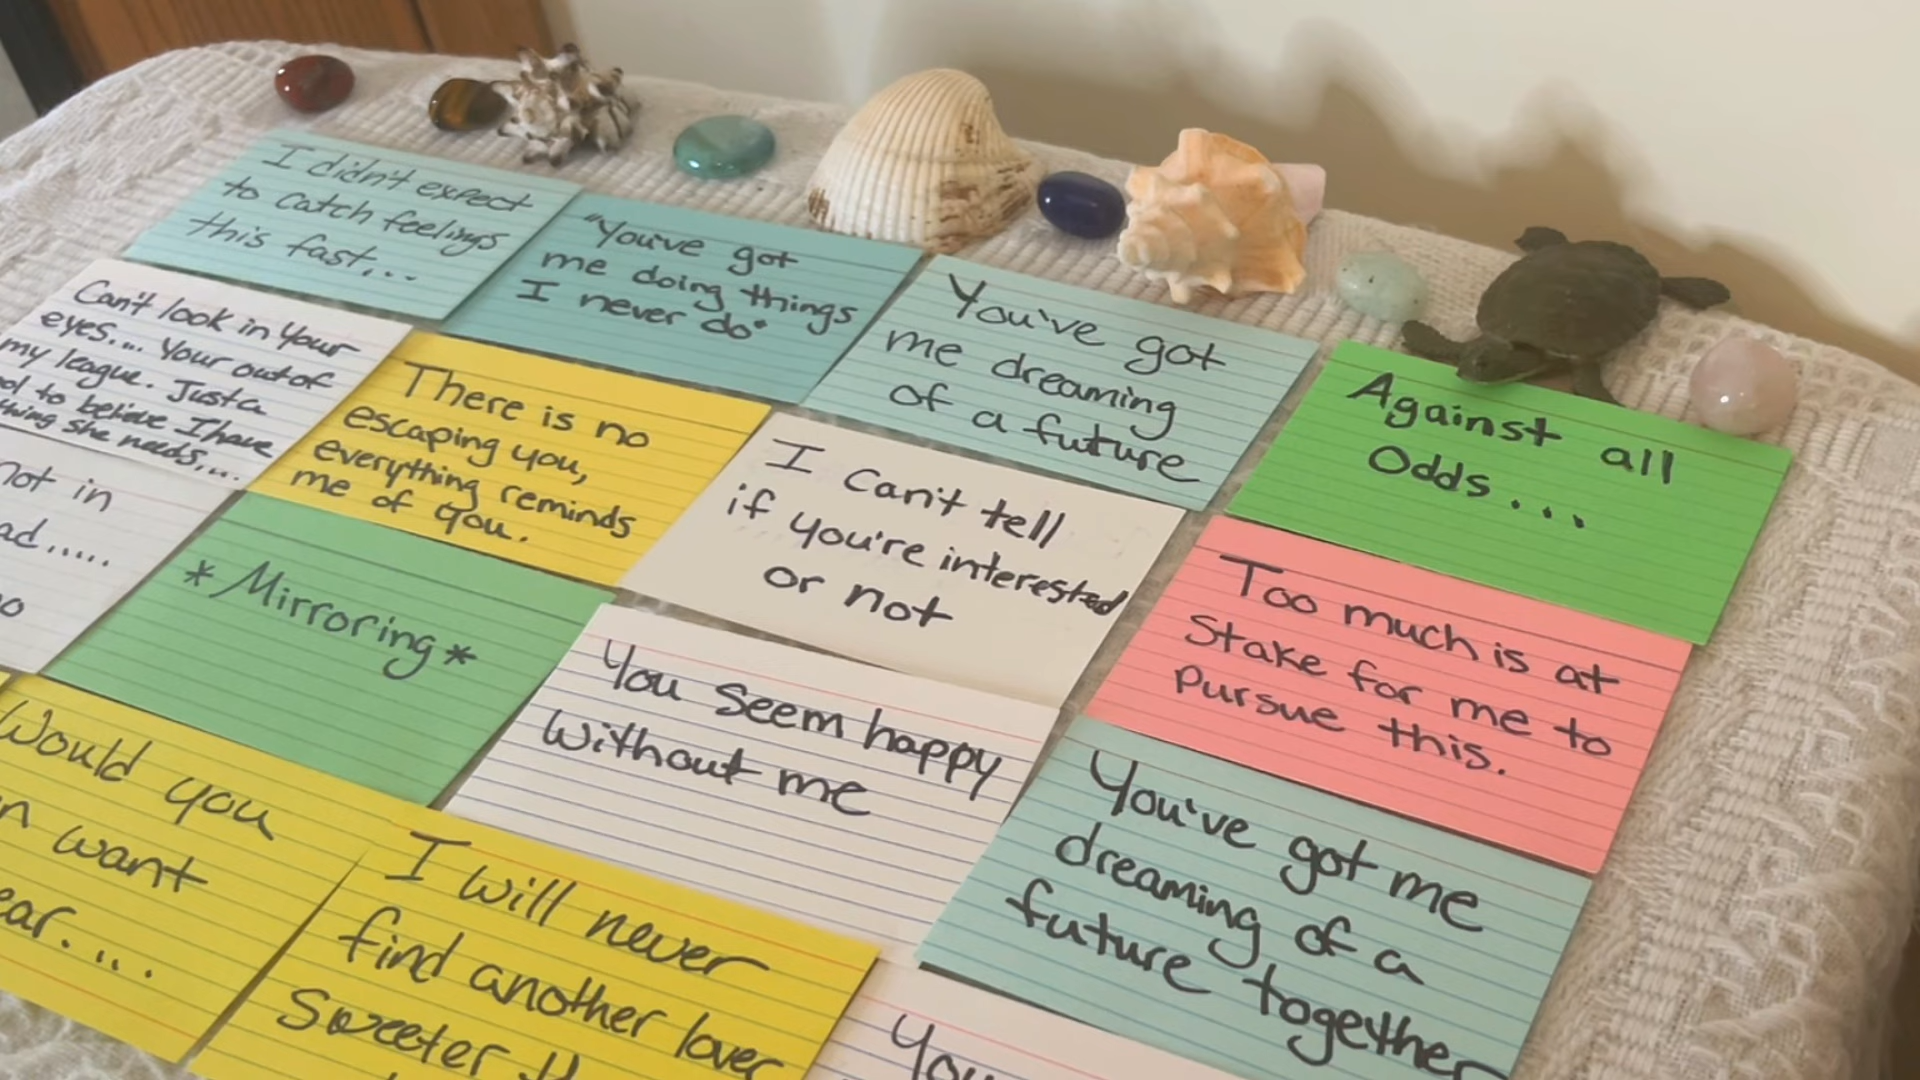 I didn't expect
to catch feelings
this fast...
"You've got
me doing things
I never do"
You've got
me dreaming
of a future
Against all
Odds...
Can't look in Your
eyes.... Your out of
my league. Just a
to believe I have
she needs,...
There is no
escaping you,
everything reminds
me of you.
I can't tell
if you're interested
or not
Too much is at
Stake for me to
Pursue this.
not in
*Mirroring*
You seem happy
Without me
You've got me
dreaming of a
future together
Would you
want
I will never
find another lover
Sweeter